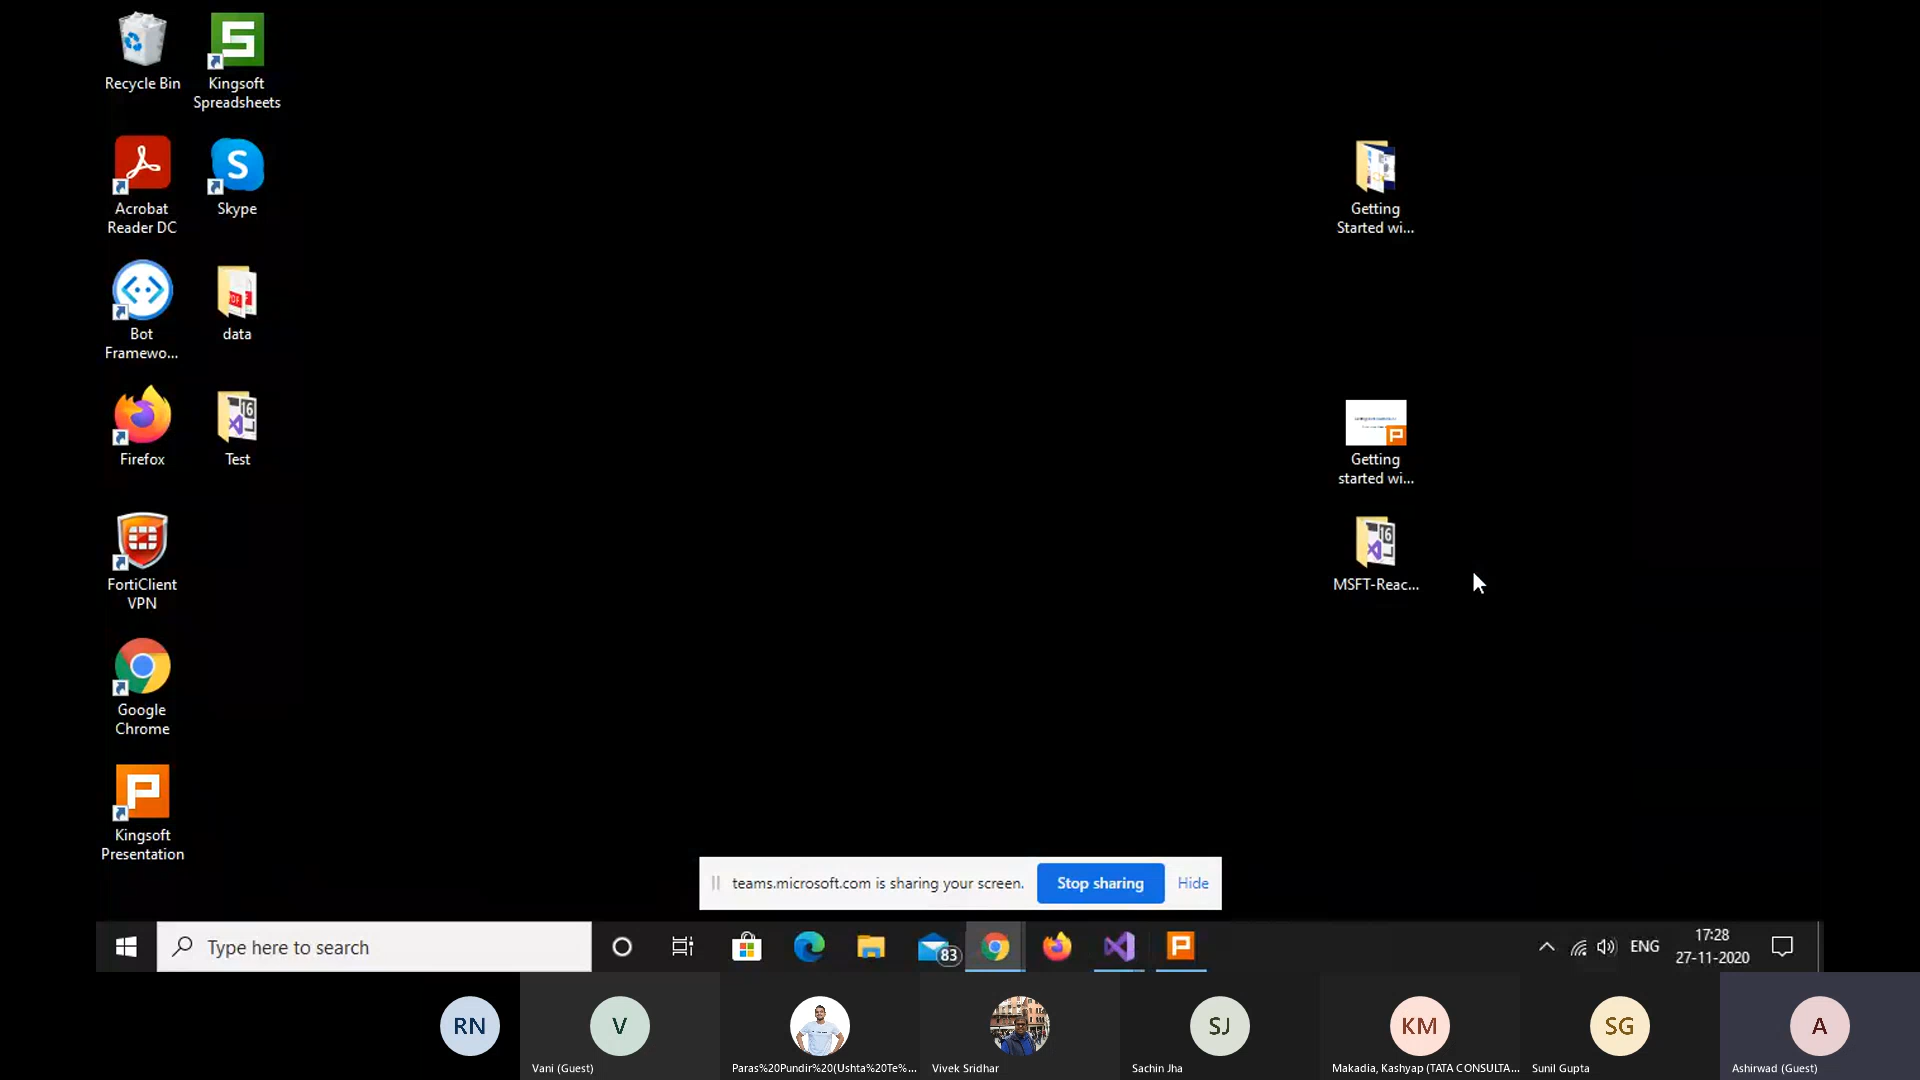 Recycle Bin
Kingsoft
Spreadsheets
Acrobat
Reader DC
Skype
Getting
Started wi...
Bot
Framewo...
data
Firefox
Test
Getting
started wi...
FortiClient
VPN
MSFT-Reac...
Google
Chrome
Kingsoft
Presentation
teams.microsoft.com is sharing your screen.
Stop sharing
Hide
Type here to search
83
ENG
17:28
27-11-2020
RN
V
SJ
KM
SG
A
Vani (Guest)
Paras%20Pundir%20(Ushta%20Te%...
Vivek Sridhar
Sachin Jha
Makadia, Kashyap (TATA CONSULTA...
Sunil Gupta
Ashirwad (Guest)